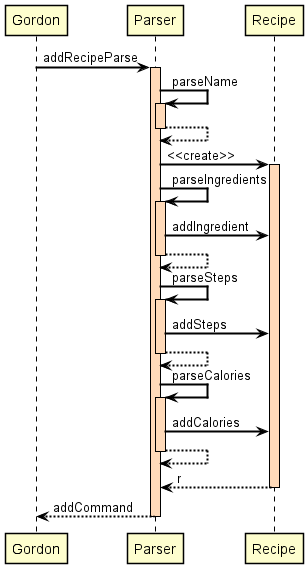 Gordon Parser Recipe
addRecipeParse
parseName
<<create>>
parseIngredients
addIngredient
parseSteps
addSteps
parseCalories
addCalories
r
addCommand
Gordon Parser Recipe